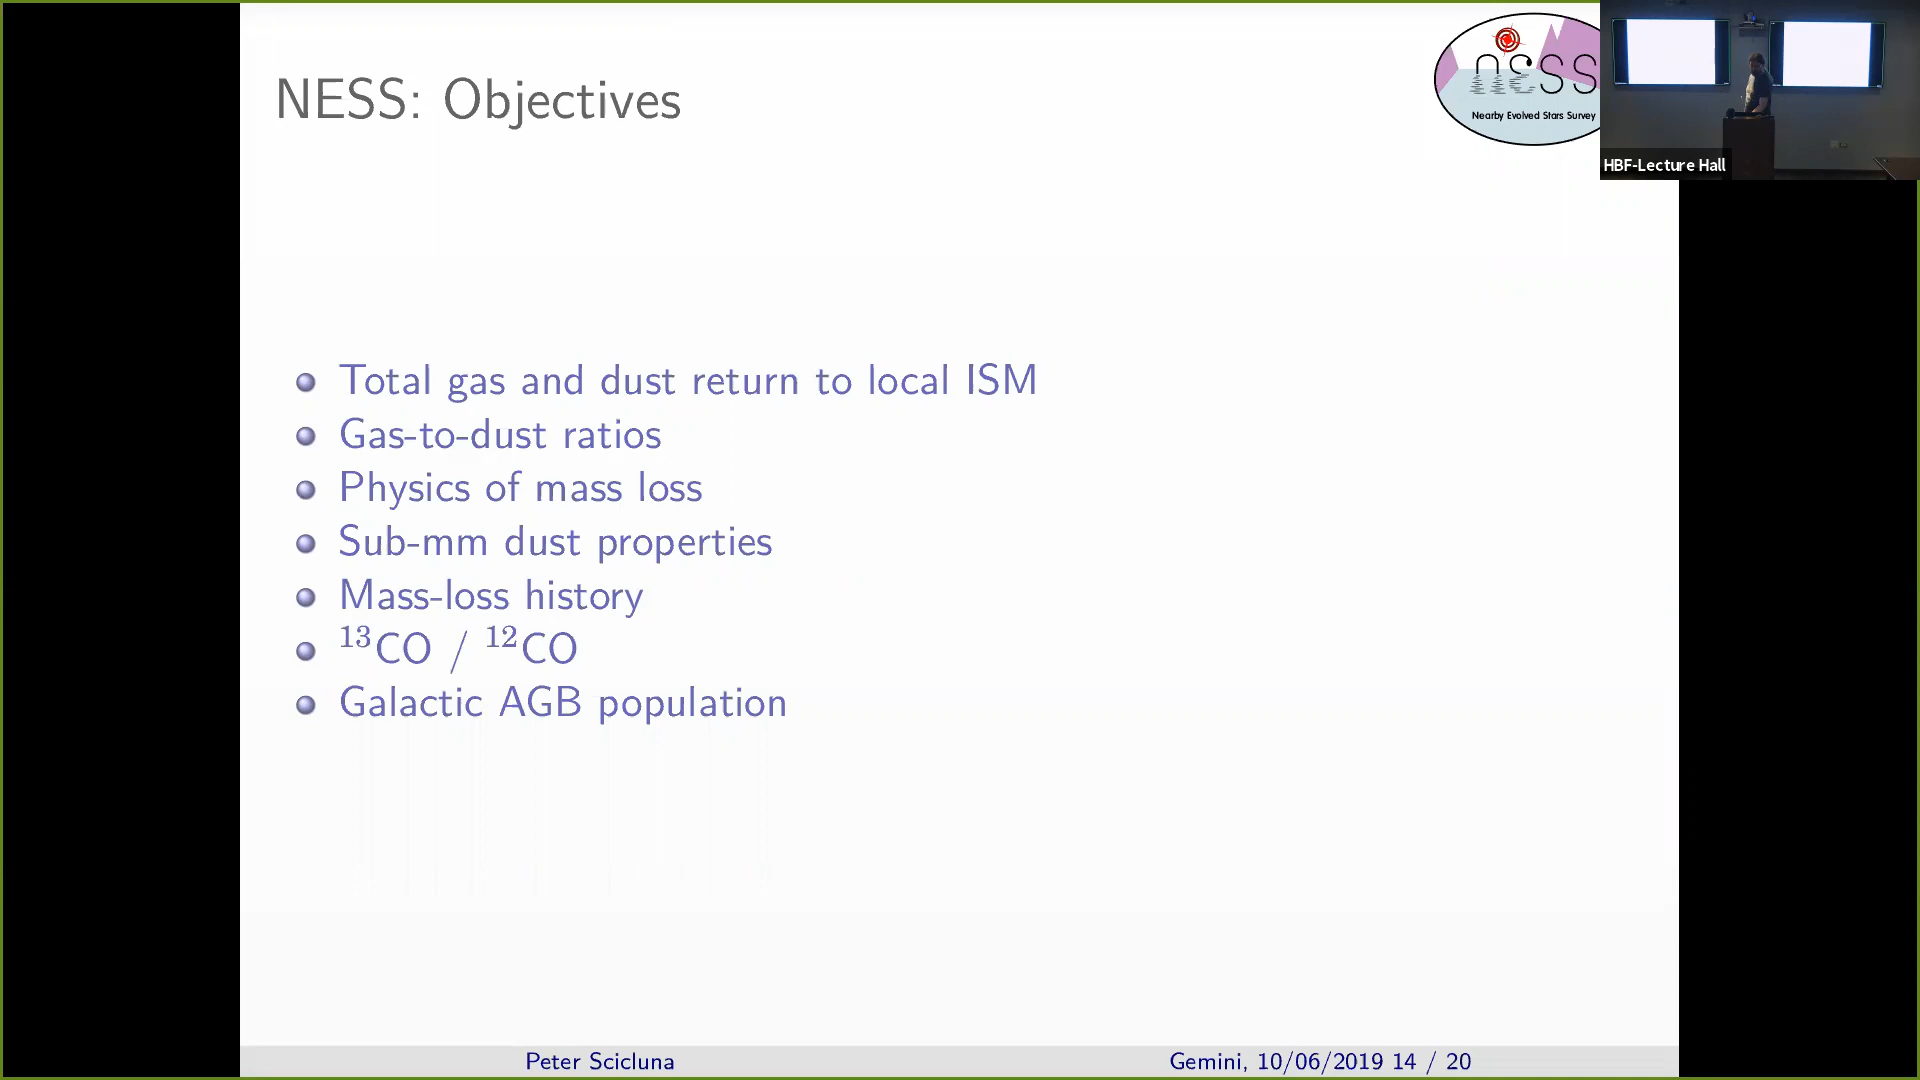 NESS: Objectives
ness
Nearby Evolved Stars Survey
HBF-Lecture Hall
Total gas and dust return to local ISM
Gas-to-dust ratios
Physics of mass loss
Sub-mm dust properties
Mass-loss history
¹³CO / ¹²CO
Galactic AGB population
Peter Scicluna
Gemini, 10/06/2019 14 / 20